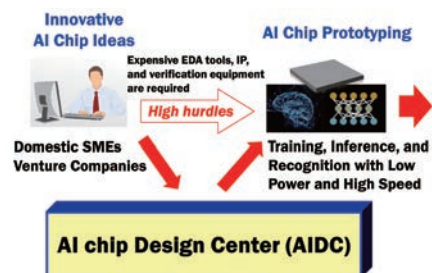 Innovative
AI Chip Ideas
AI Chip Prototyping
Expensive EDA tools, IP,
and verification equipment
are required
High hurdles
Domestic SMEs
Venture Companies
Training, Inference, and
Recognition with Low
Power and High Speed
AI chip Design Center (AIDC)